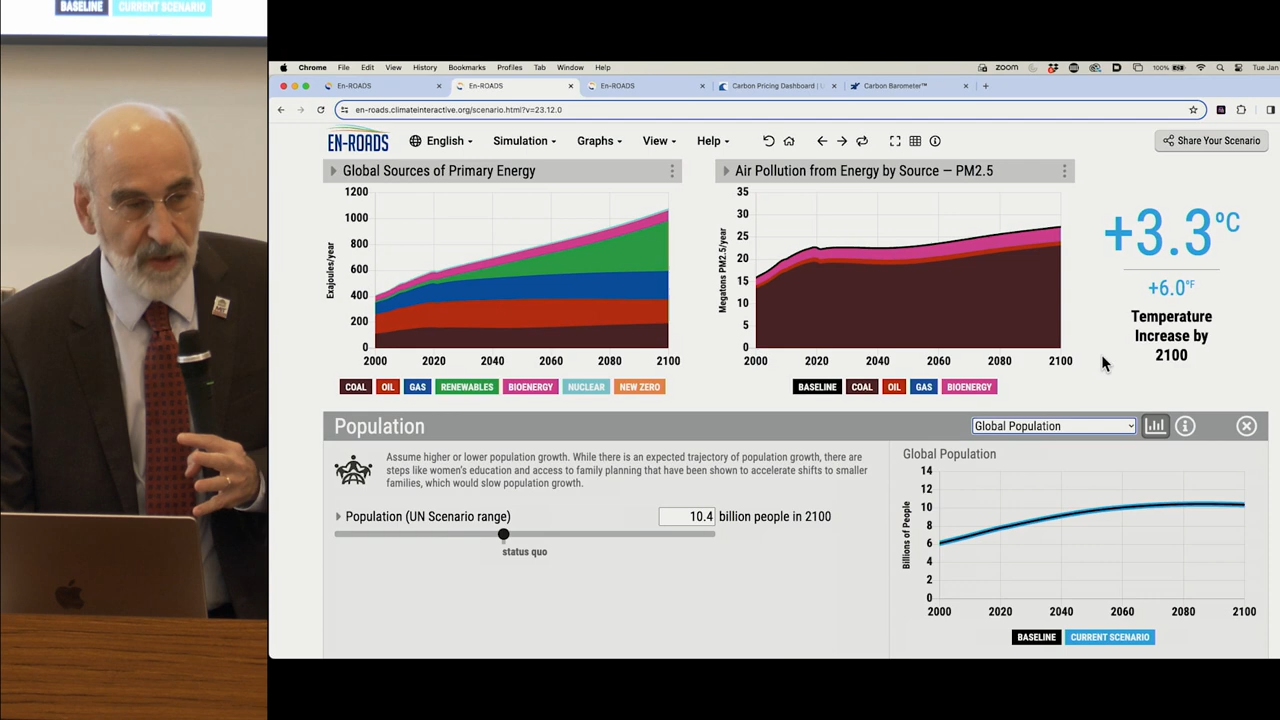 BASELINE CURRENT SCENARIO
Chrome File Edit View History Bookmarks Profiles Tab Window Help
zoom 100% Tue Jan
En-ROADS × En-ROADS × En-ROADS × Carbon Pricing Dashboard | × Carbon Barometer™ × +
en-roads.climateinteractive.org/scenario.html?v=23.12.0
EN-ROADS English Simulation Graphs View Help Share Your Scenario
Global Sources of Primary Energy
1200
1000
800
600
400
200
0
Exajoules/year
2000 2020 2040 2060 2080 2100
COAL OIL GAS RENEWABLES BIOENERGY NUCLEAR NEW ZERO
Air Pollution from Energy by Source — PM2.5
35
30
25
20
15
10
5
0
Megatons PM2.5/year
2000 2020 2040 2060 2080 2100
BASELINE COAL OIL GAS BIOENERGY
+3.3°C
+6.0°F
Temperature
Increase by
2100
Population
Global Population
Assume higher or lower population growth. While there is an expected trajectory of population growth, there are
steps like women's education and access to family planning that have been shown to accelerate shifts to smaller
families, which would slow population growth.
Population (UN Scenario range) 10.4 billion people in 2100
status quo
Global Population
14
12
10
8
6
4
2
0
Billions of People
2000 2020 2040 2060 2080 2100
BASELINE CURRENT SCENARIO